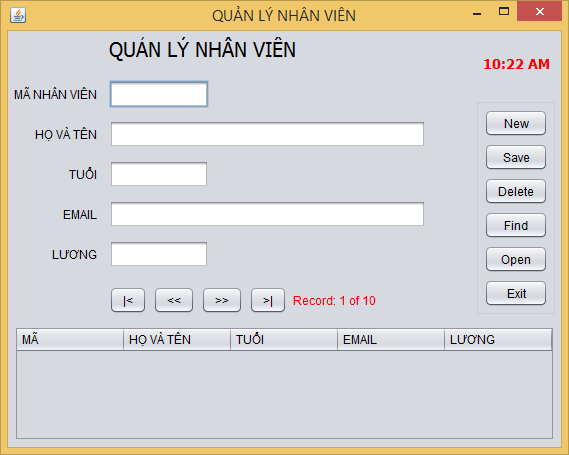 QUẢN LÝ NHÂN VIÊN
QUẢN LÝ NHÂN VIÊN
10:22 AM
MÃ NHÂN VIÊN
HỌ VÀ TÊN
TUỔI
EMAIL
LƯƠNG
New
Save
Delete
Find
Open
Exit
|< << >> >| Record: 1 of 10
MÃ HỌ VÀ TÊN TUỔI EMAIL LƯƠNG